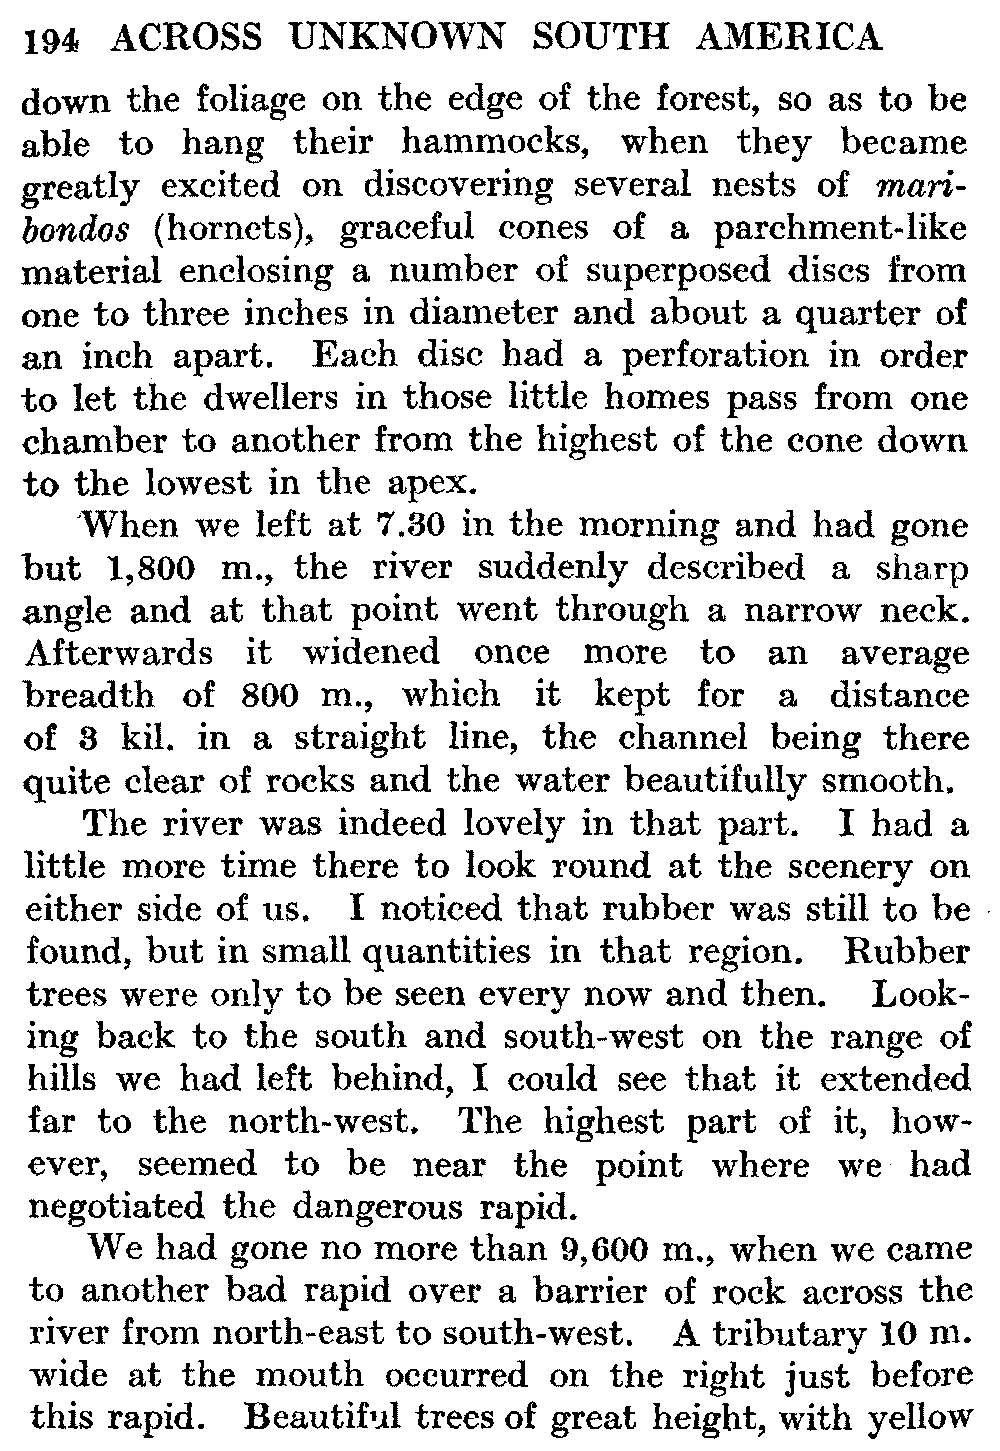 194 ACROSS UNKNOWN SOUTH AMERICA
down the foliage on the edge of the forest, so as to be
able to hang their hammocks, when they became
greatly excited on discovering several nests of mari-
bondos (hornets), graceful cones of a parchment-like
material enclosing a number of superposed discs from
one to three inches in diameter and about a quarter of
an inch apart. Each disc had a perforation in order
to let the dwellers in those little homes pass from one
chamber to another from the highest of the cone down
to the lowest in the apex.
When we left at 7.30 in the morning and had gone
but 1,800 m., the river suddenly described a sharp
angle and at that point went through a narrow neck.
Afterwards it widened once more to an average
breadth of 800 m., which it kept for a distance
of 3 kil. in a straight line, the channel being there
quite clear of rocks and the water beautifully smooth.
The river was indeed lovely in that part. I had a
little more time there to look round at the scenery on
either side of us. I noticed that rubber was still to be
found, but in small quantities in that region. Rubber
trees were only to be seen every now and then. Look-
ing back to the south and south-west on the range of
hills we had left behind, I could see that it extended
far to the north-west. The highest part of it, how-
ever, seemed to be near the point where we had
negotiated the dangerous rapid.
We had gone no more than 9,600 m., when we came
to another bad rapid over a barrier of rock across the
river from north-east to south-west. A tributary 10 m.
wide at the mouth occurred on the right just before
this rapid. Beautiful trees of great height, with yellow